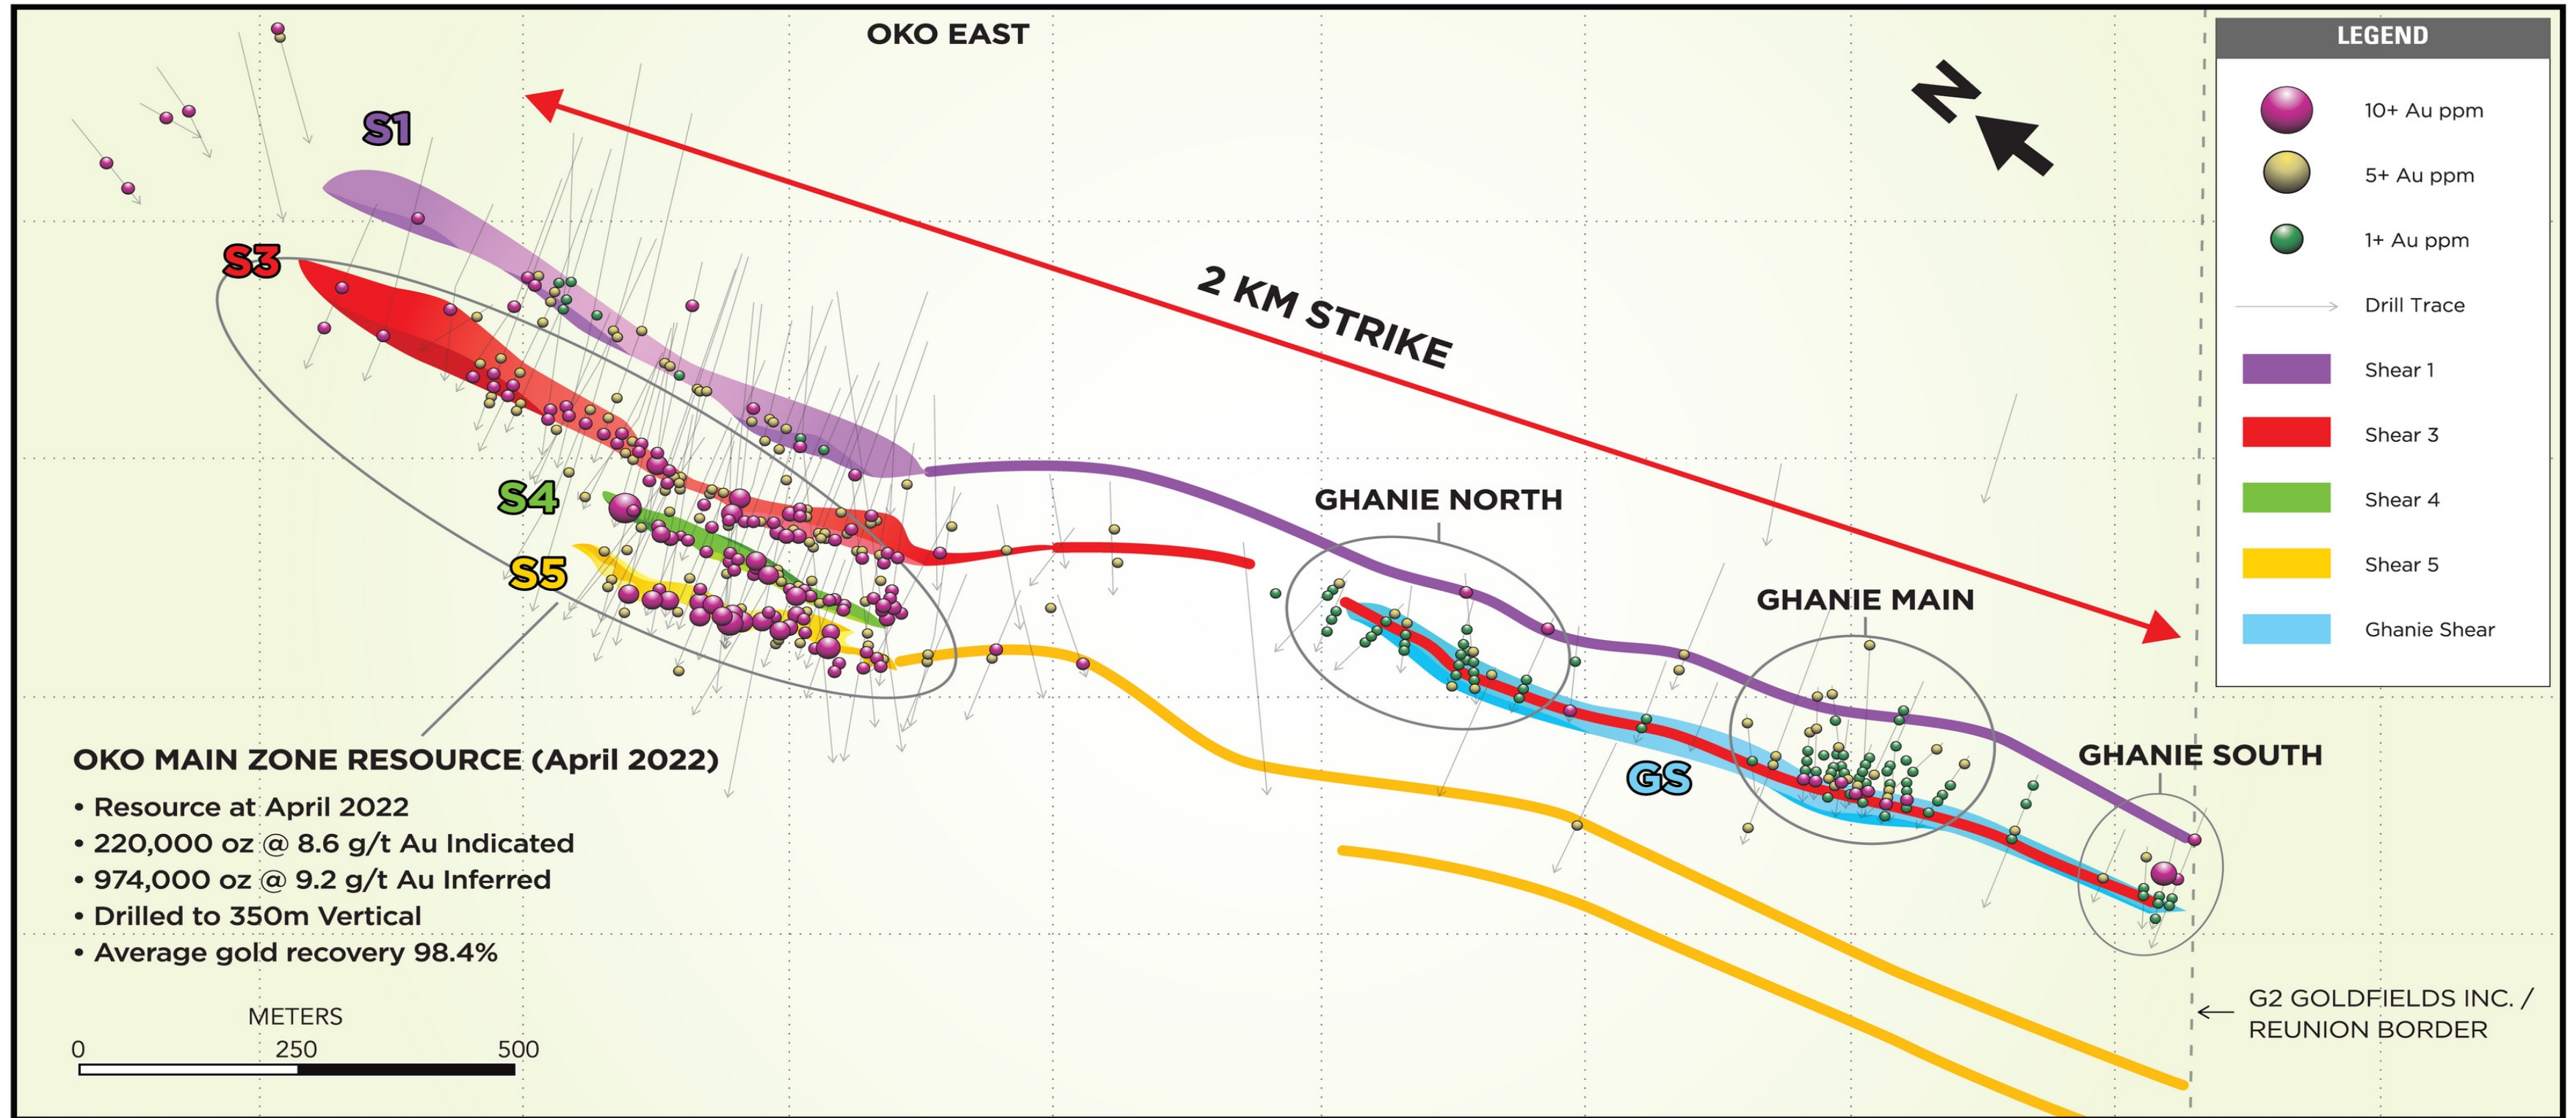 OKO EAST
N
LEGEND
10+ Au ppm
5+ Au ppm
1+ Au ppm
Drill Trace
Shear 1
Shear 3
Shear 4
Shear 5
Ghanie Shear
S1
S3
S4
S5
2 KM STRIKE
GHANIE NORTH
GHANIE MAIN
GHANIE SOUTH
GS
OKO MAIN ZONE RESOURCE (April 2022)
• Resource at April 2022
• 220,000 oz @ 8.6 g/t Au Indicated
• 974,000 oz @ 9.2 g/t Au Inferred
• Drilled to 350m Vertical
• Average gold recovery 98.4%
METERS
0 250 500
G2 GOLDFIELDS INC. /
REUNION BORDER